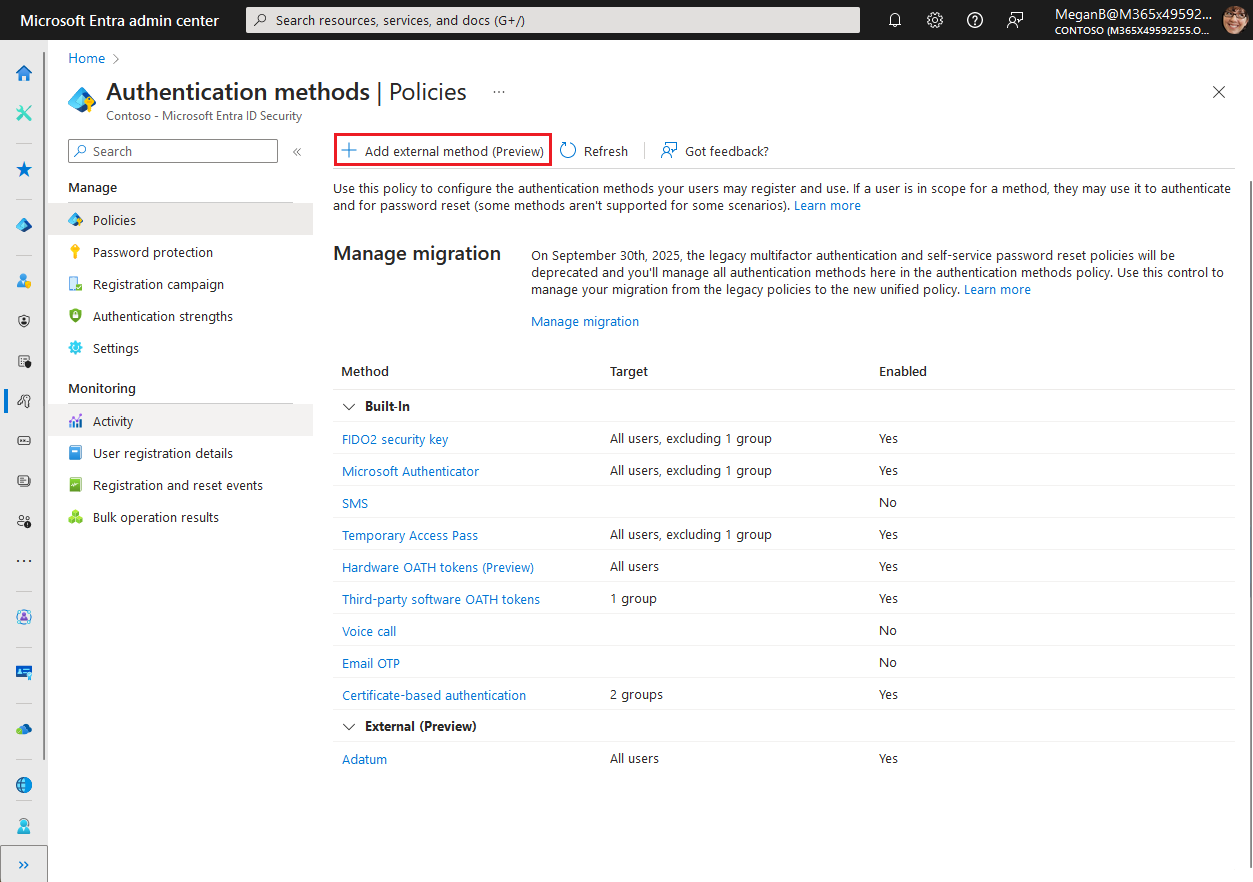 Microsoft Entra admin center
Search resources, services, and docs (G+/)
MeganB@M365x49592...
CONTOSO (M365X49592255.O...
Home
Authentication methods | Policies
...
Contoso - Microsoft Entra ID Security
Search
Add external method (Preview)
Refresh
Got feedback?
Manage
Policies
Password protection
Registration campaign
Authentication strengths
Settings
Monitoring
Activity
User registration details
Registration and reset events
Bulk operation results
Use this policy to configure the authentication methods your users may register and use. If a user is in scope for a method, they may use it to authenticate
and for password reset (some methods aren't supported for some scenarios). Learn more
Manage migration
On September 30th, 2025, the legacy multifactor authentication and self-service password reset policies will be
deprecated and you'll manage all authentication methods here in the authentication methods policy. Use this control to
manage your migration from the legacy policies to the new unified policy. Learn more
Manage migration
Method Target Enabled
Built-In
FIDO2 security key All users, excluding 1 group Yes
Microsoft Authenticator All users, excluding 1 group Yes
SMS No
Temporary Access Pass All users, excluding 1 group Yes
Hardware OATH tokens (Preview) All users Yes
Third-party software OATH tokens 1 group Yes
Voice call No
Email OTP No
Certificate-based authentication 2 groups Yes
External (Preview)
Adatum All users Yes